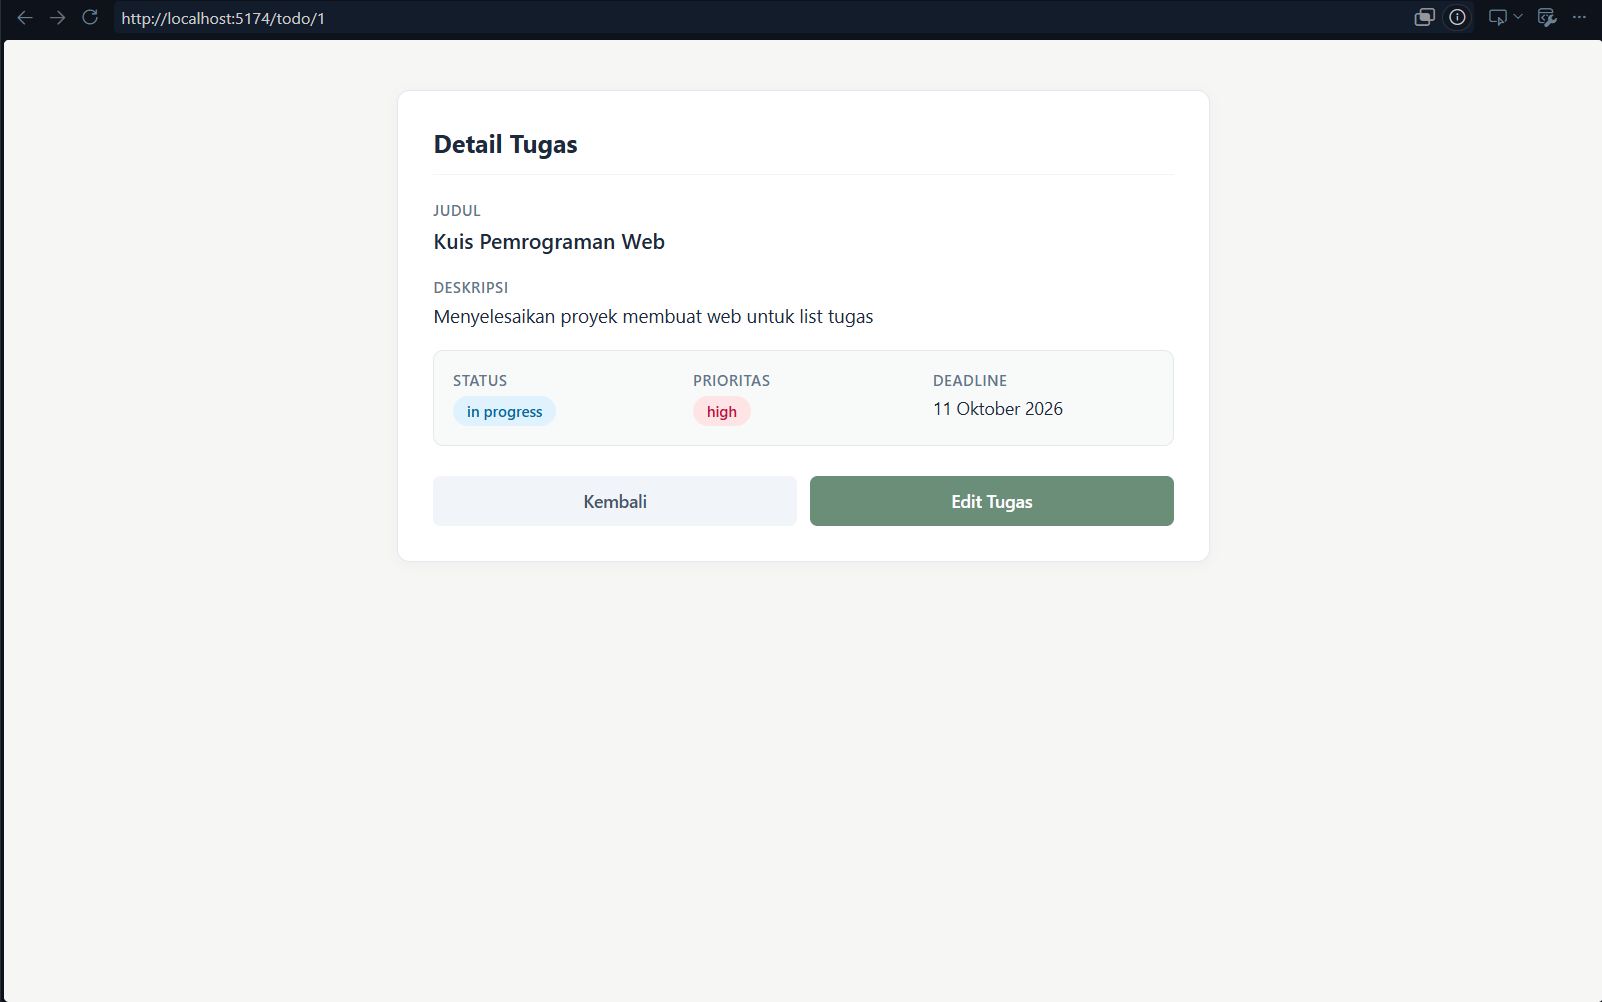 http://localhost:5174/todo/1
Detail Tugas
JUDUL
Kuis Pemrograman Web
DESKRIPSI
Menyelesaikan proyek membuat web untuk list tugas
STATUS PRIORITAS DEADLINE
in progress high 11 Oktober 2026
Kembali Edit Tugas